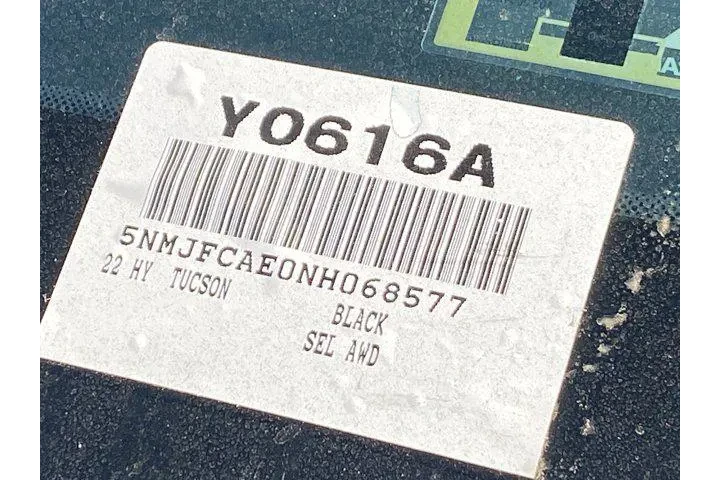 Y0616A
5NMJFCAE0NH068577
22 HY TUCSON
BLACK
SEL AWD